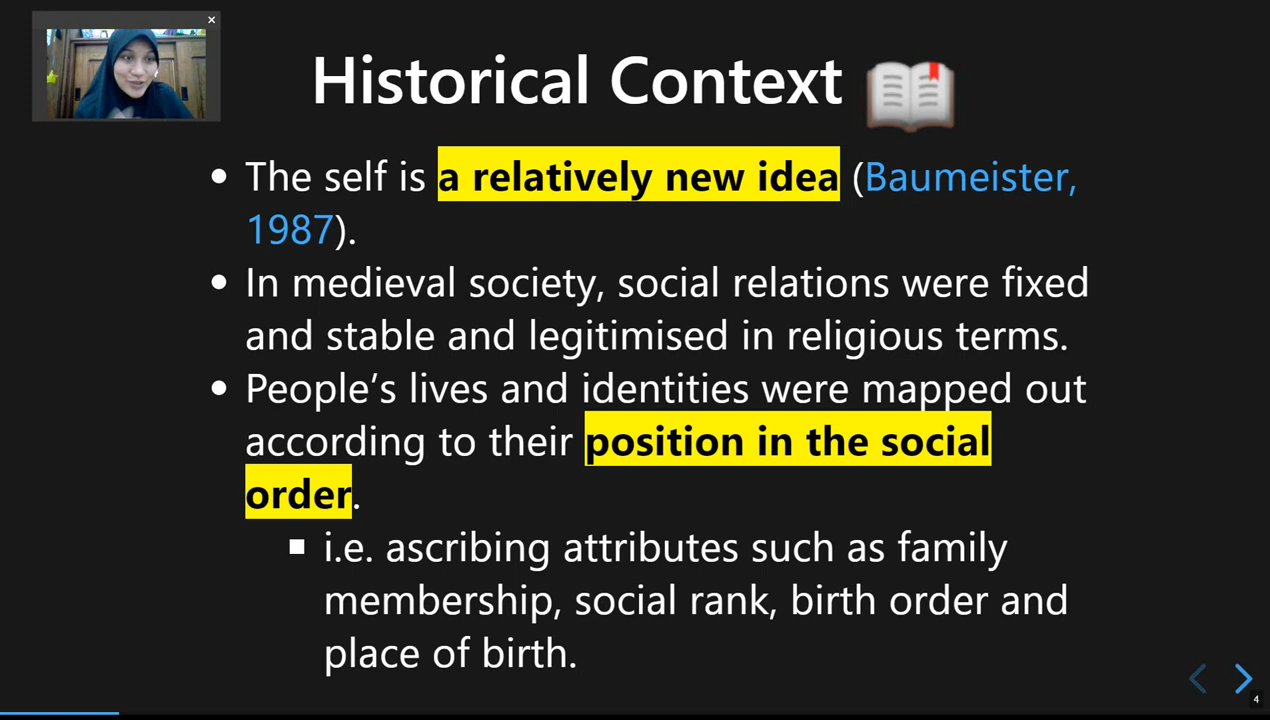 Historical Context
The self is a relatively new idea (Baumeister,
1987).
In medieval society, social relations were fixed
and stable and legitimised in religious terms.
People’s lives and identities were mapped out
according to their position in the social
order.
i.e. ascribing attributes such as family
membership, social rank, birth order and
place of birth.
4